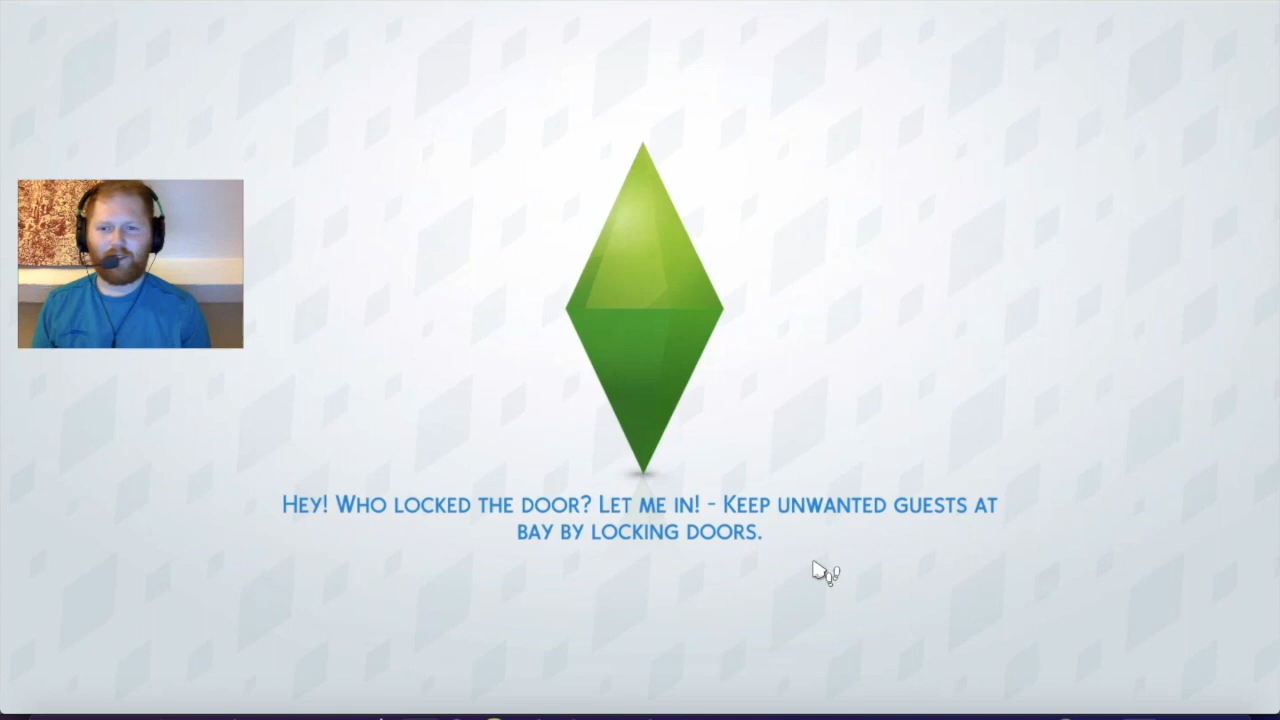 HEY! WHO LOCKED THE DOOR? LET ME IN! - KEEP UNWANTED GUESTS AT
BAY BY LOCKING DOORS.